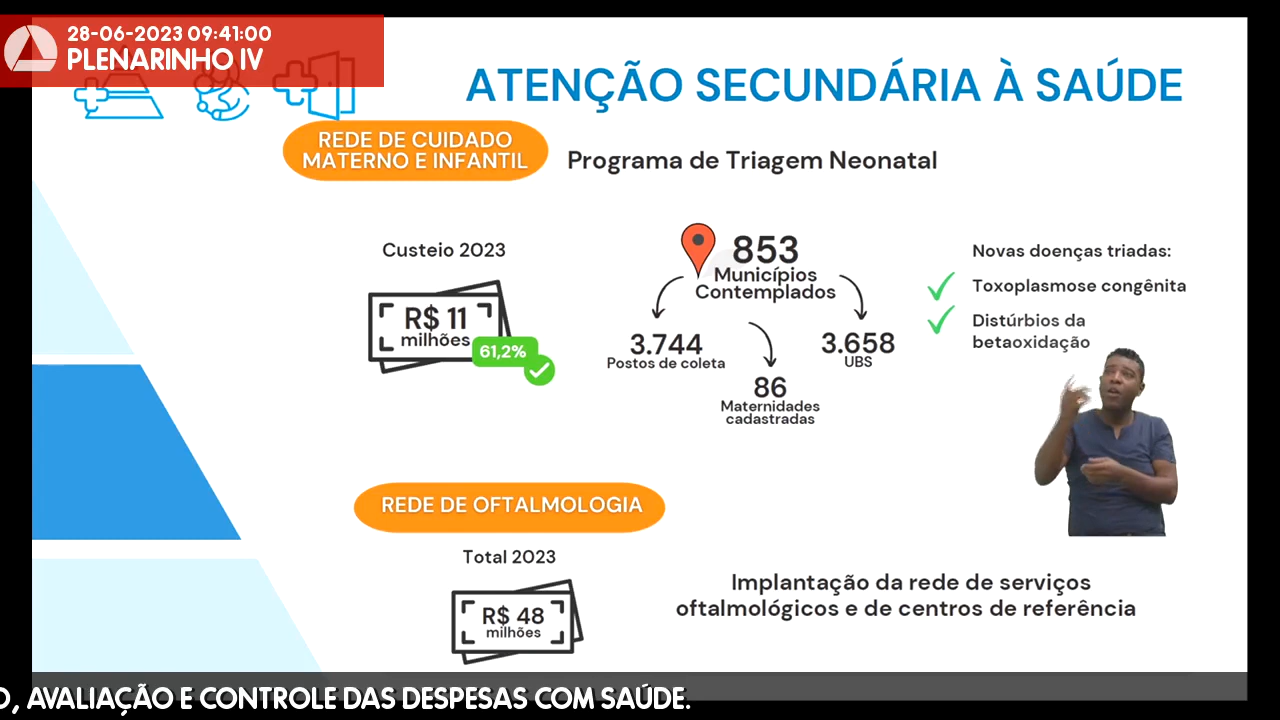 28-06-2023 09:41:00
PLENARINHO IV
ATENÇÃO SECUNDÁRIA À SAÚDE
REDE DE CUIDADO
MATERNO E INFANTIL
Programa de Triagem Neonatal
Custeio 2023
R$ 11
milhões
61,2%
853
Municípios
Contemplados
3.744
Postos de coleta
86
Maternidades
cadastradas
3.658
UBS
Novas doenças triadas:
Toxoplasmose congênita
Distúrbios da
betaoxidação
REDE DE OFTALMOLOGIA
Total 2023
R$ 48
milhões
Implantação da rede de serviços
oftalmológicos e de centros de referência
O, AVALIAÇÃO E CONTROLE DAS DESPESAS COM SAÚDE.